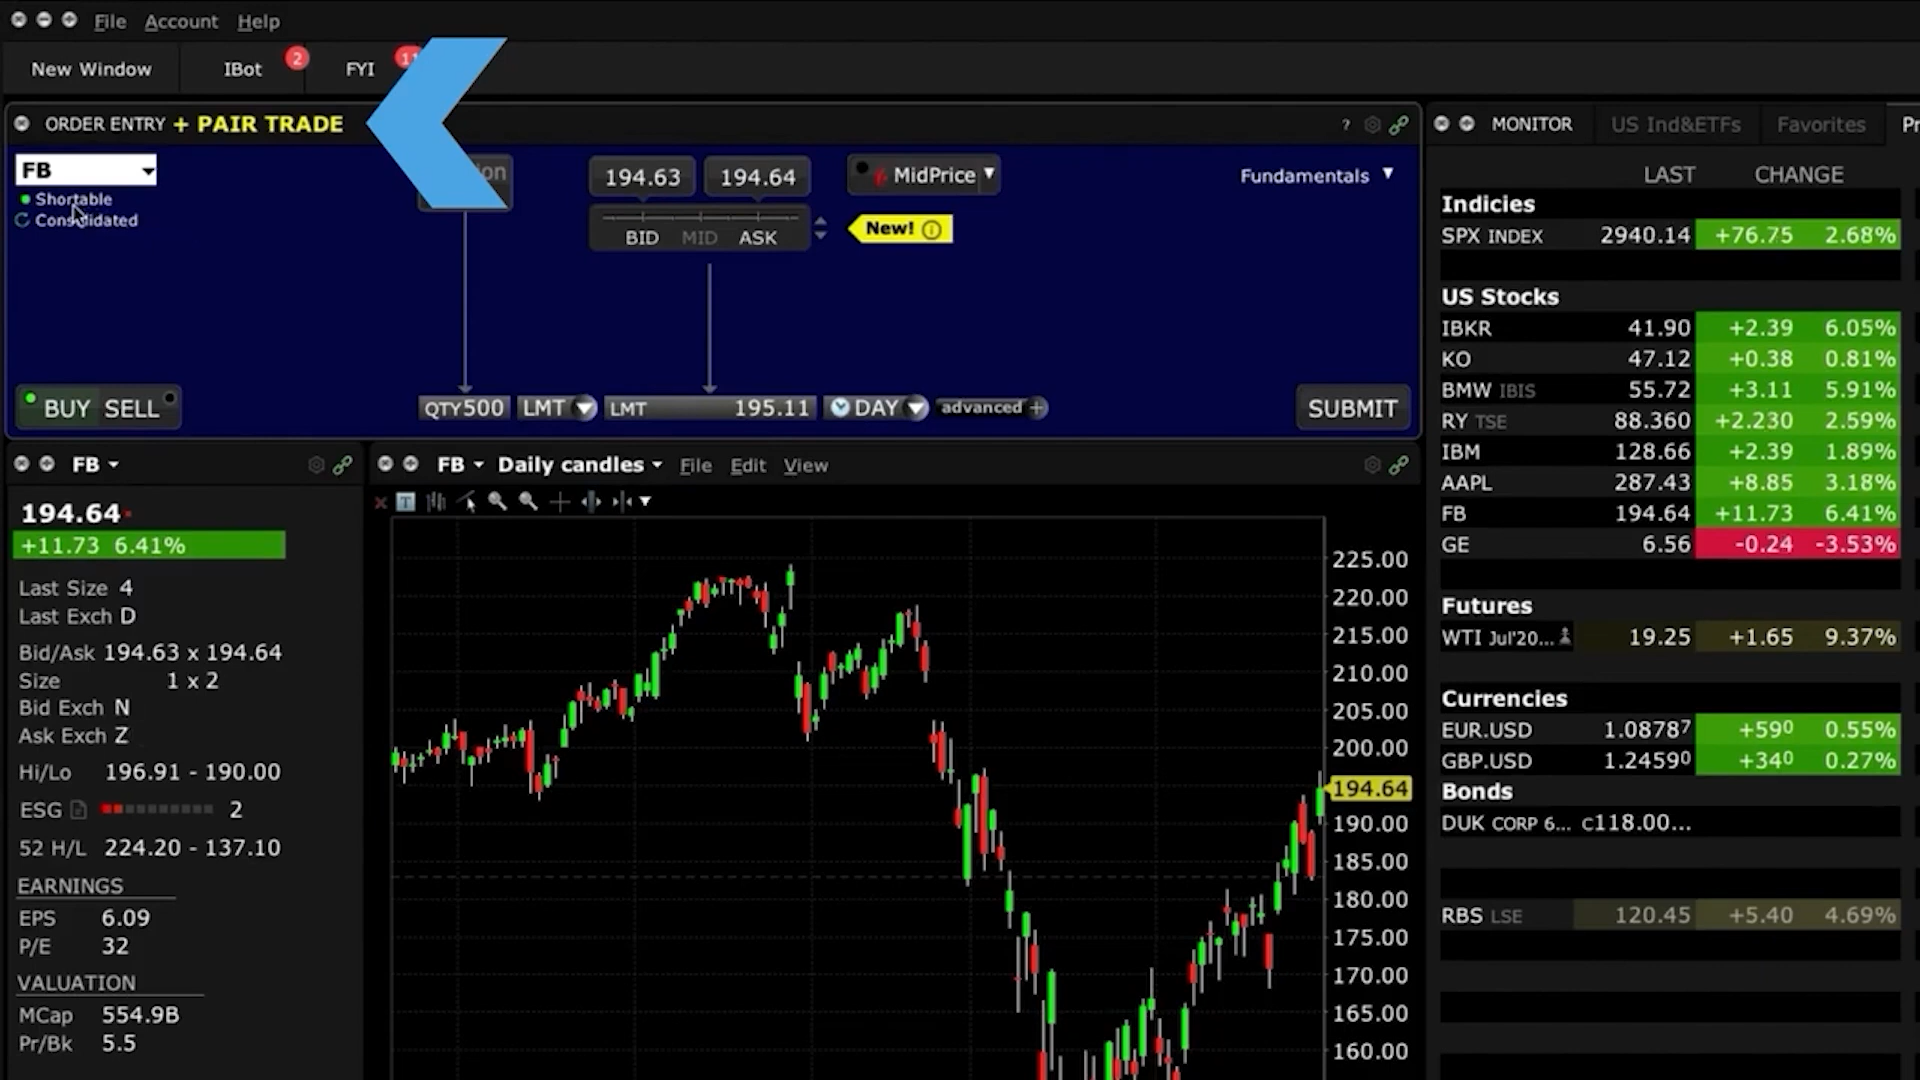 File Account Help
New Window IBot 2 FYI 11
ORDER ENTRY + PAIR TRADE ?
FB
Shortable
Consolidated
194.63 194.64 MidPrice Fundamentals
BID MID ASK New!
BUY SELL QTY 500 LMT LMT 195.11 DAY advanced + SUBMIT
FB
194.64
+11.73 6.41%
Last Size 4
Last Exch D
Bid/Ask 194.63 x 194.64
Size 1 x 2
Bid Exch N
Ask Exch Z
Hi/Lo 196.91 - 190.00
ESG 2
52 H/L 224.20 - 137.10
EARNINGS
EPS 6.09
P/E 32
VALUATION
MCap 554.9B
Pr/Bk 5.5
FB Daily candles File Edit View
T
225.00
220.00
215.00
210.00
205.00
200.00
194.64
190.00
185.00
180.00
175.00
170.00
165.00
160.00
MONITOR US Ind&ETFs Favorites
LAST CHANGE
Indicies
SPX INDEX 2940.14 +76.75 2.68%
US Stocks
IBKR 41.90 +2.39 6.05%
KO 47.12 +0.38 0.81%
BMW IBIS 55.72 +3.11 5.91%
RY TSE 88.360 +2.230 2.59%
IBM 128.66 +2.39 1.89%
AAPL 287.43 +8.85 3.18%
FB 194.64 +11.73 6.41%
GE 6.56 -0.24 -3.53%
Futures
WTI Jul'20... 19.25 +1.65 9.37%
Currencies
EUR.USD 1.08787 +590 0.55%
GBP.USD 1.24590 +340 0.27%
Bonds
DUK CORP 6... c118.00...
RBS LSE 120.45 +5.40 4.69%